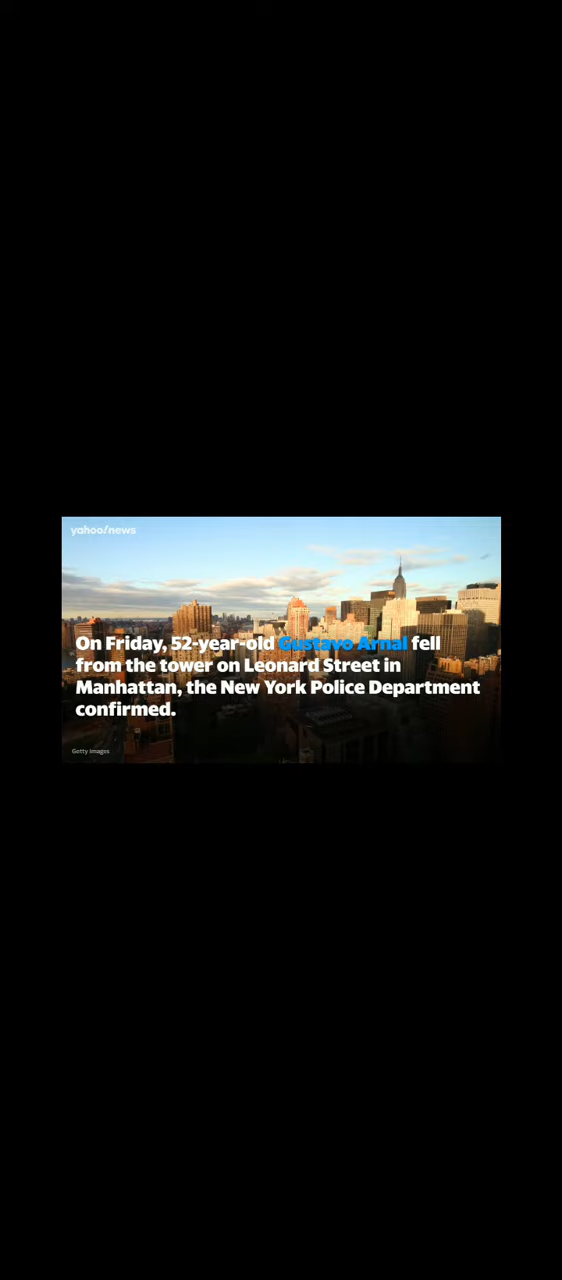 yahoo!news
On Friday, 52-year-old Gustavo Arnal fell
from the tower on Leonard Street in
Manhattan, the New York Police Department
confirmed.
Getty Images